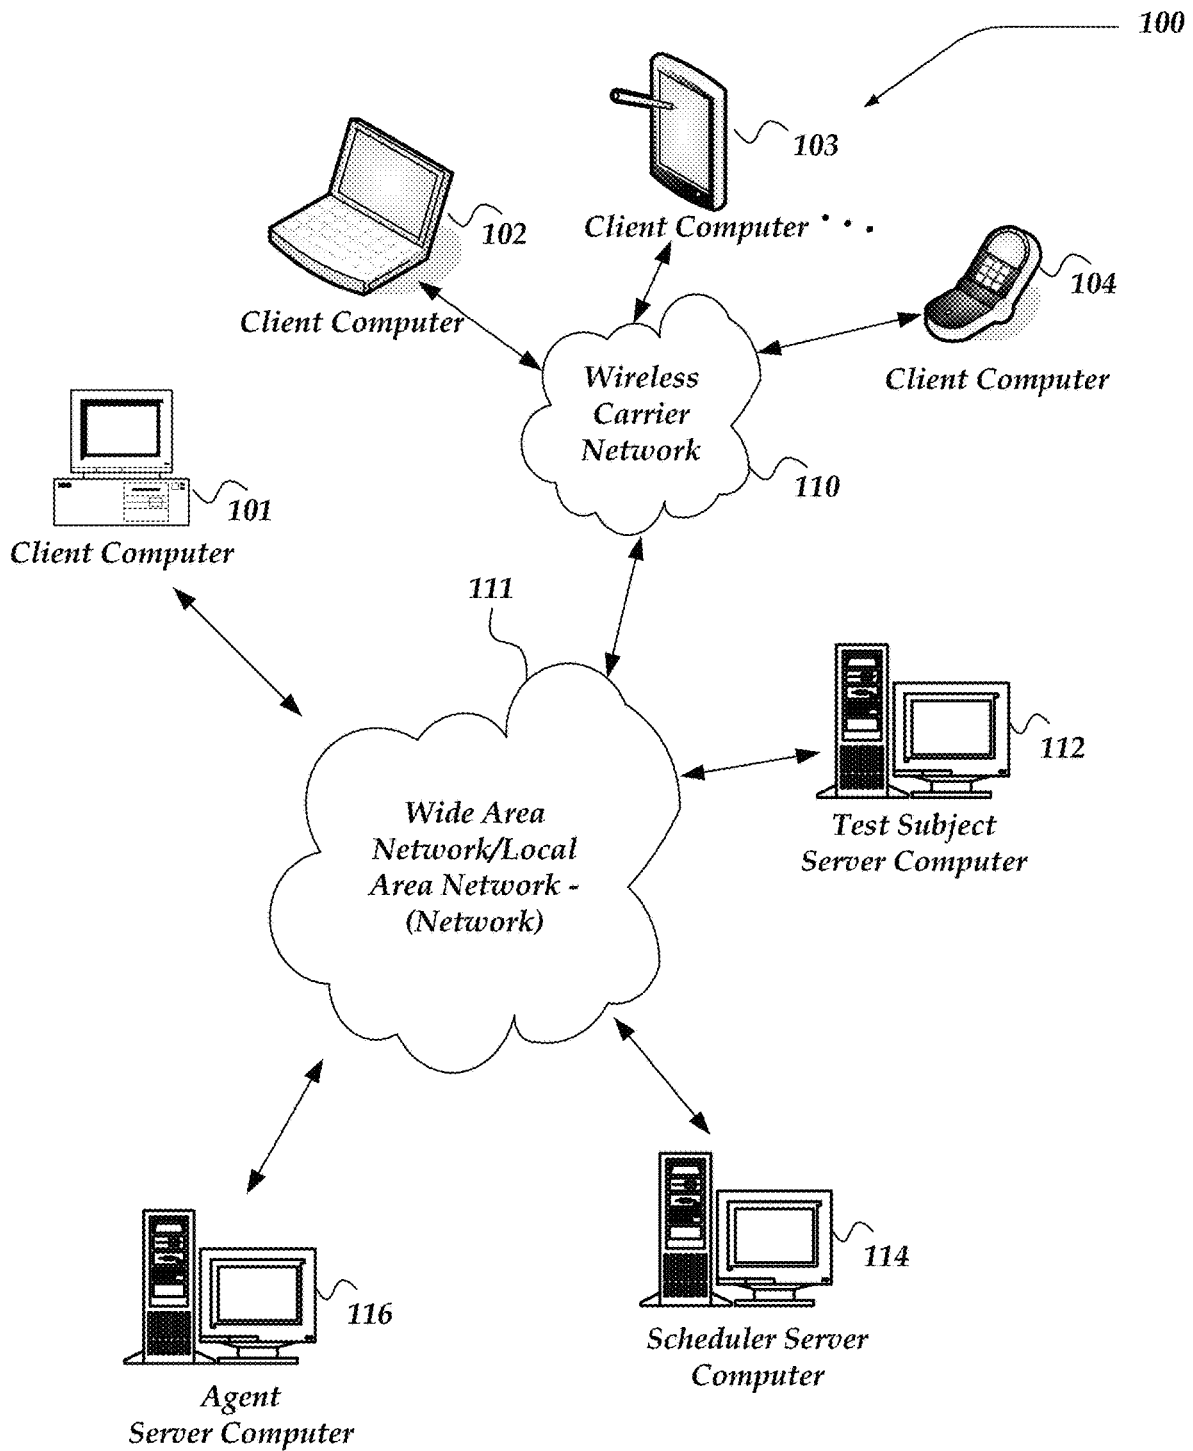 100
103
Client Computer . . .
102
Client Computer
104
Client Computer
Wireless
Carrier
Network
110
101
Client Computer
111
112
Test Subject
Server Computer
Wide Area
Network/Local
Area Network -
(Network)
114
Scheduler Server
Computer
116
Agent
Server Computer